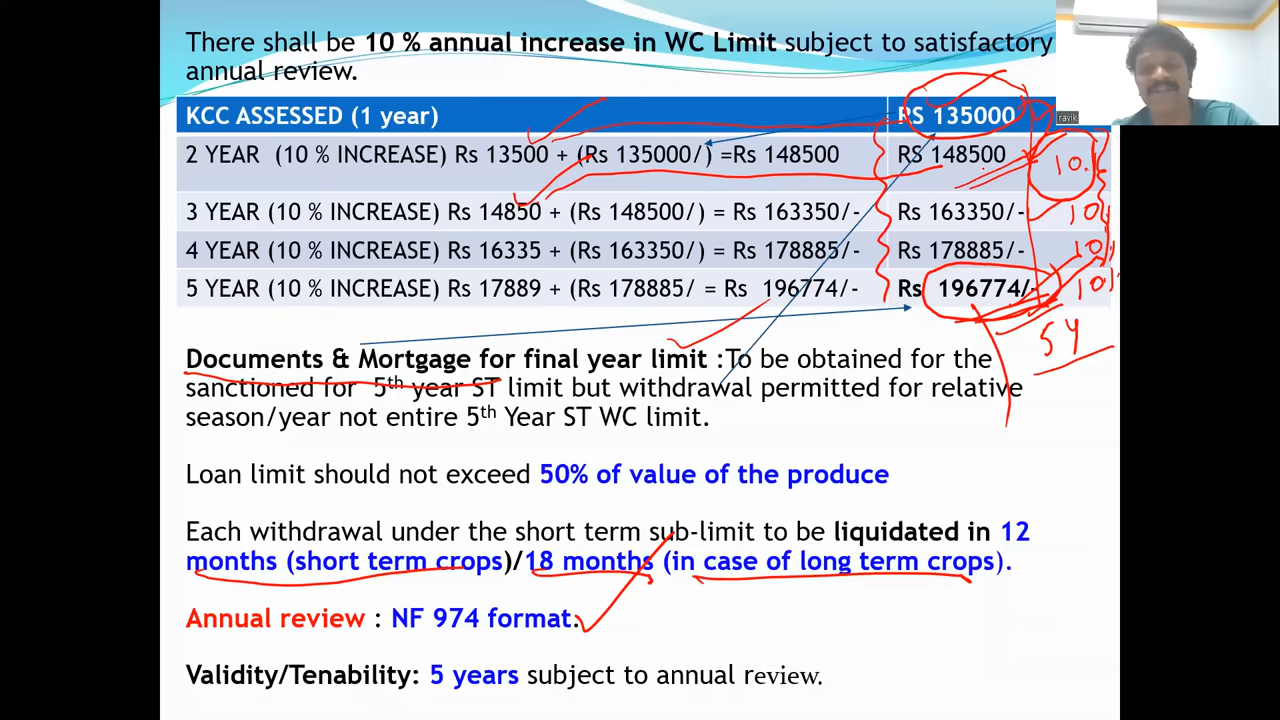 There shall be 10 % annual increase in WC Limit subject to satisfactory
annual review.
KCC ASSESSED (1 year) RS 135000
2 YEAR (10 % INCREASE) Rs 13500 + (Rs 135000/) =Rs 148500 RS 148500
3 YEAR (10 % INCREASE) Rs 14850 + (Rs 148500/) = Rs 163350/- Rs 163350/-
4 YEAR (10 % INCREASE) Rs 16335 + (Rs 163350/) = Rs 178885/- Rs 178885/-
5 YEAR (10 % INCREASE) Rs 17889 + (Rs 178885/ = Rs 196774/- Rs 196774/-
Documents & Mortgage for final year limit :To be obtained for the
sanctioned for 5th year ST limit but withdrawal permitted for relative
season/year not entire 5th Year ST WC limit.
Loan limit should not exceed 50% of value of the produce
Each withdrawal under the short term sub-limit to be liquidated in 12
months (short term crops)/18 months (in case of long term crops).
Annual review : NF 974 format.
Validity/Tenability: 5 years subject to annual review.
ravik
10
10
10
10
5 Y